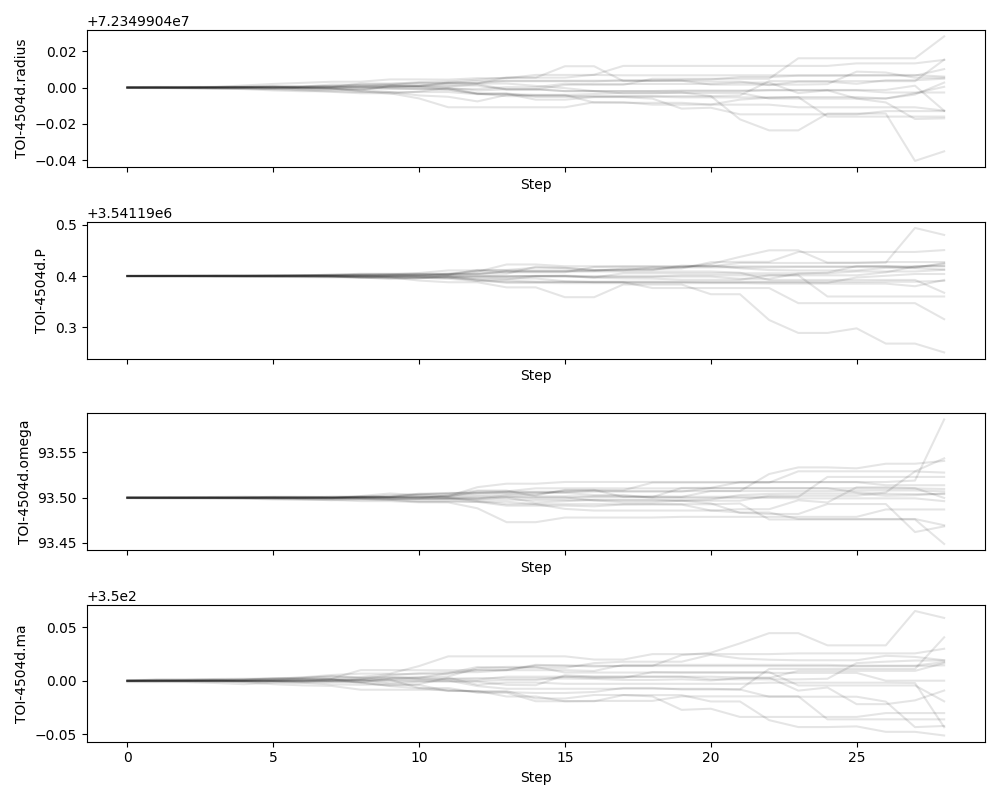 +7.2349904e7
0.02
0.00
−0.02
−0.04
TOI-4504d.radius
Step
+3.54119e6
0.5
0.4
0.3
TOI-4504d.P
Step
93.55
93.50
93.45
TOI-4504d.omega
Step
+3.5e2
0.05
0.00
−0.05
TOI-4504d.ma
0 5 10 15 20 25
Step